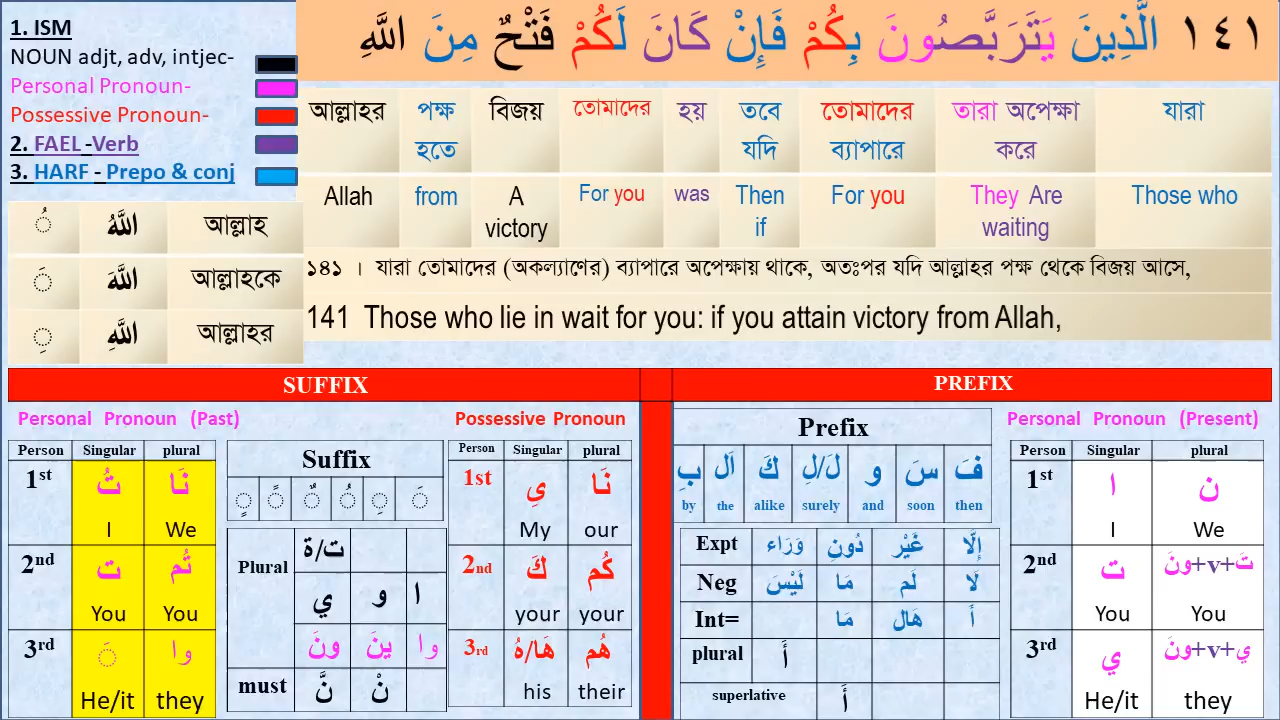 1. ISM
NOUN adjt, adv, intjec-
Personal Pronoun-
Possessive Pronoun-
2. FAEL -Verb
3. HARF - Prepo & conj
١٤١ الَّذِينَ يَتَرَبَّصُونَ بِكُمْ فَإِنْ كَانَ لَكُمْ فَتْحٌ مِنَ اللَّهِ
আল্লাহর পক্ষ হতে বিজয় তোমাদের হয় তবে যদি তোমাদের ব্যাপারে তারা অপেক্ষা করে যারা
Allah from A victory For you was Then if For you They Are waiting Those who
ُ اللَّهُ আল্লাহ
َ اللَّهَ আল্লাহকে
ِ اللَّهِ আল্লাহর
১৪১ । যারা তোমাদের (অকল্যাণের) ব্যাপারে অপেক্ষায় থাকে, অতঃপর যদি আল্লাহর পক্ষ থেকে বিজয় আসে,
141 Those who lie in wait for you: if you attain victory from Allah,
SUFFIX
Personal Pronoun (Past)
Person Singular plural
1st تُ نَا
I We
2nd ت تُم
You You
3rd َ وا
He/it they
Suffix
ٍ ً ٌ ُ ِ َ
Plural ت/ة
ي و ا
ونَ ينَ وا
must نَّ نْ
Possessive Pronoun
Person Singular plural
1st ىِ نَا
My our
2nd كَ كُم
your your
3rd هَا/هُ هُم
his their
PREFIX
Prefix
بِ اَل كَ لَ/لِ و سَ فَ
by the alike surely and soon then
Expt وَرَاء دُونِ غَيْر إِلَّا
Neg لَيْسَ مَا لَم لَا
Int= مَا هَال أَ
plural أَ
superlative أَ
Personal Pronoun (Present)
Person Singular plural
1st ا ن
I We
2nd ت تَ+v+ونَ
You You
3rd ي ي+v+ونَ
He/it they